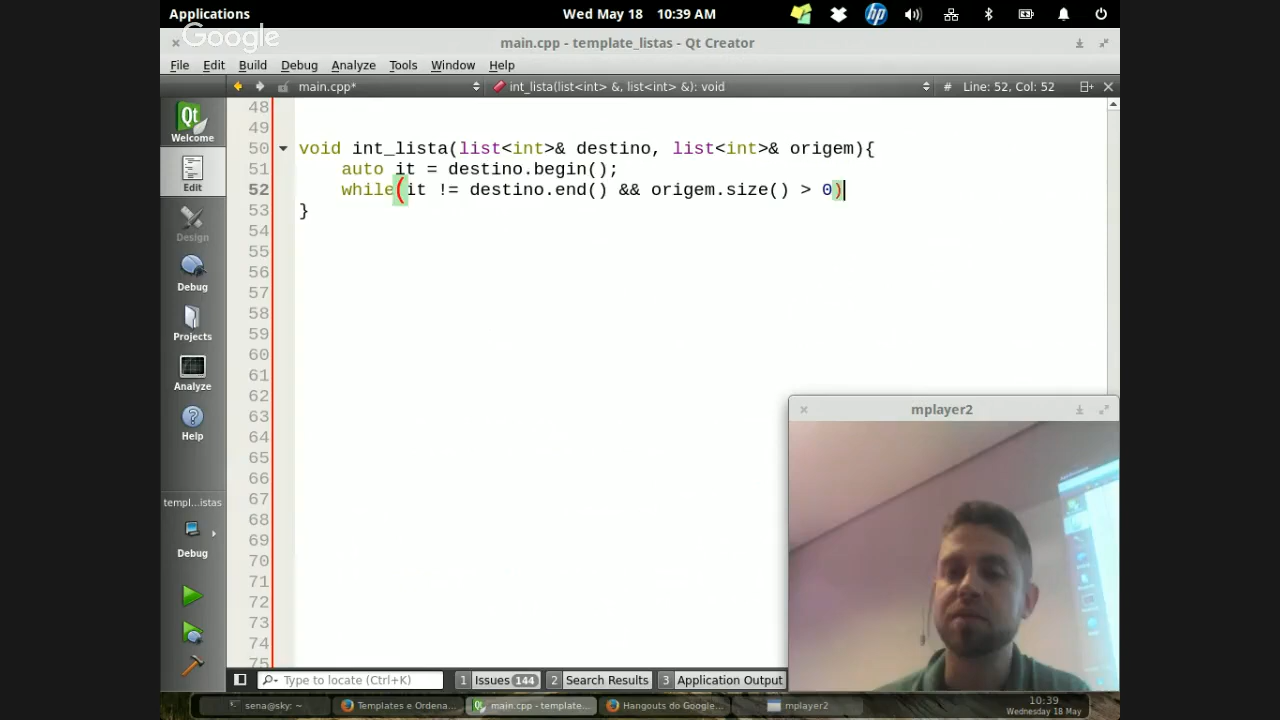 Applications
Wed May 18 10:39 AM
Google
main.cpp - template_listas - Qt Creator
File Edit Build Debug Analyze Tools Window Help
main.cpp*
int_lista(list<int> &, list<int> &): void
# Line: 52, Col: 52
Welcome
Edit
Design
Debug
Projects
Analyze
Help
templ...istas
Debug
48
49
50 void int_lista(list<int>& destino, list<int>& origem){
51 auto it = destino.begin();
52 while(it != destino.end() && origem.size() > 0)
53 }
54
55
56
57
58
59
60
61
62
63
64
65
66
67
68
69
70
71
72
73
74
75
mplayer2
Type to locate (Ctrl+K)
1 Issues 144
2 Search Results
3 Application Output
sena@sky: ~
Templates e Ordena...
main.cpp - template...
Hangouts do Google...
mplayer2
10:39
Wednesday 18 May